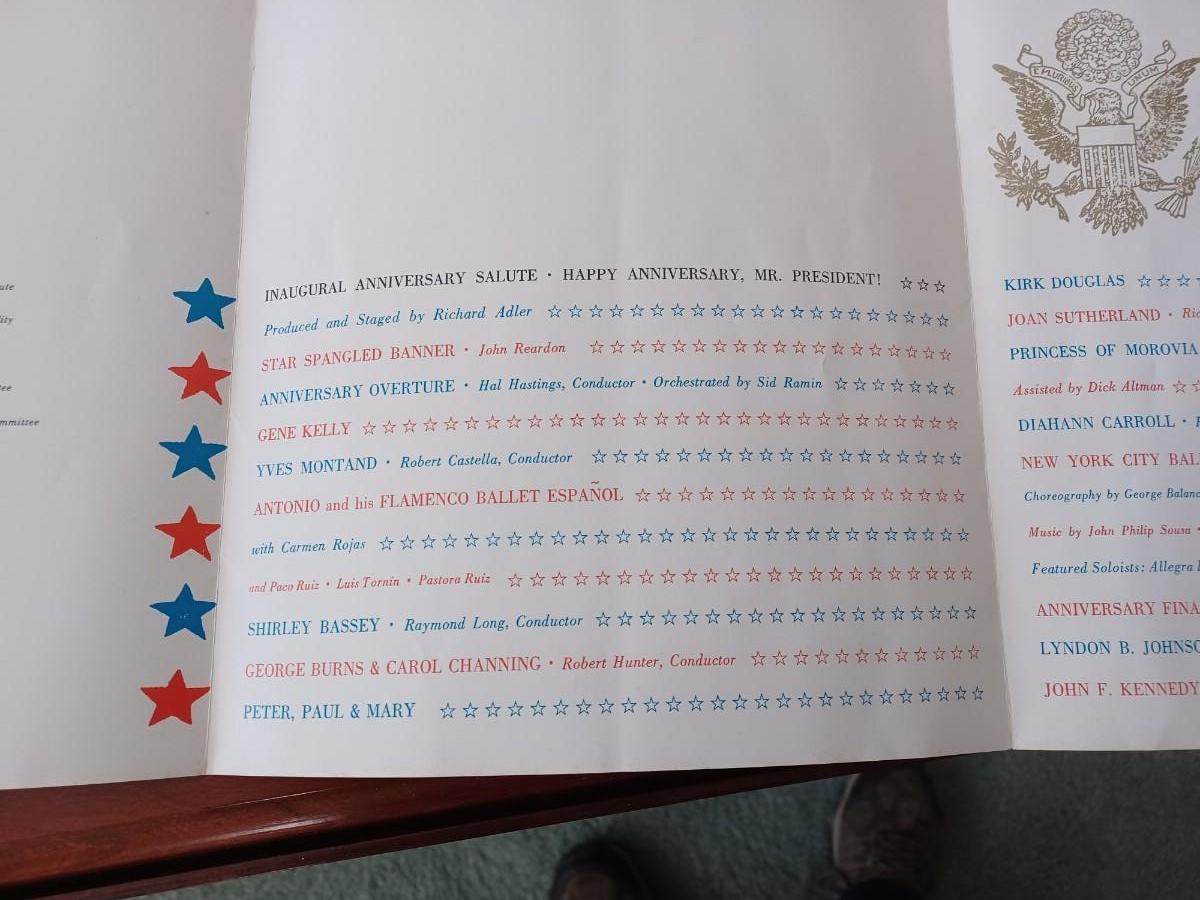 INAUGURAL ANNIVERSARY SALUTE · HAPPY ANNIVERSARY, MR. PRESIDENT!
Produced and Staged by Richard Adler
STAR SPANGLED BANNER · John Reardon
ANNIVERSARY OVERTURE · Hal Hastings, Conductor · Orchestrated by Sid Ramin
GENE KELLY
YVES MONTAND · Robert Castella, Conductor
ANTONIO and his FLAMENCO BALLET ESPAÑOL
with Carmen Rojas
and Paco Ruiz · Luis Tornin · Pastora Ruiz
SHIRLEY BASSEY · Raymond Long, Conductor
GEORGE BURNS & CAROL CHANNING · Robert Hunter, Conductor
PETER, PAUL & MARY
E PLURIBUS UNUM
KIRK DOUGLAS
JOAN SUTHERLAND ·
PRINCESS OF MOROVIA
Assisted by Dick Altman
DIAHANN CARROLL ·
NEW YORK CITY
Choreography by George
Music by John Philip Sousa ·
Featured Soloists: Allegra
ANNIVERSARY
LYNDON B.
JOHN F. KENNEDY